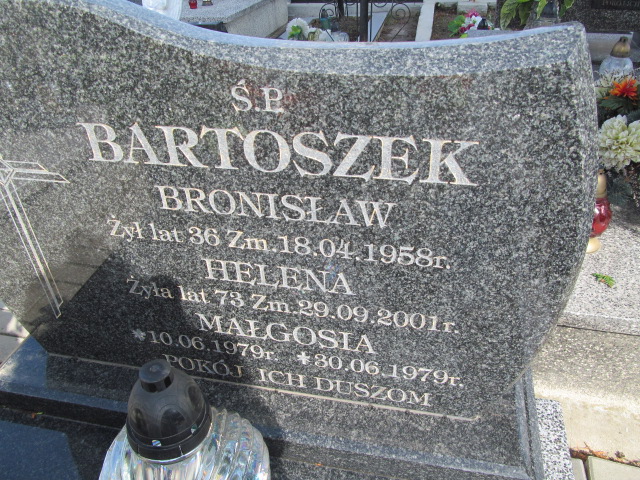 Ś.P.
BARTOSZEK
BRONISŁAW
Żył lat 36 Zm.18.04.1958r.
HELENA
Żyła lat 73 Zm.29.09.2001r.
MAŁGOSIA
*10.06.1979r. ✝30.06.1979r.
POKÓJ ICH DUSZOM